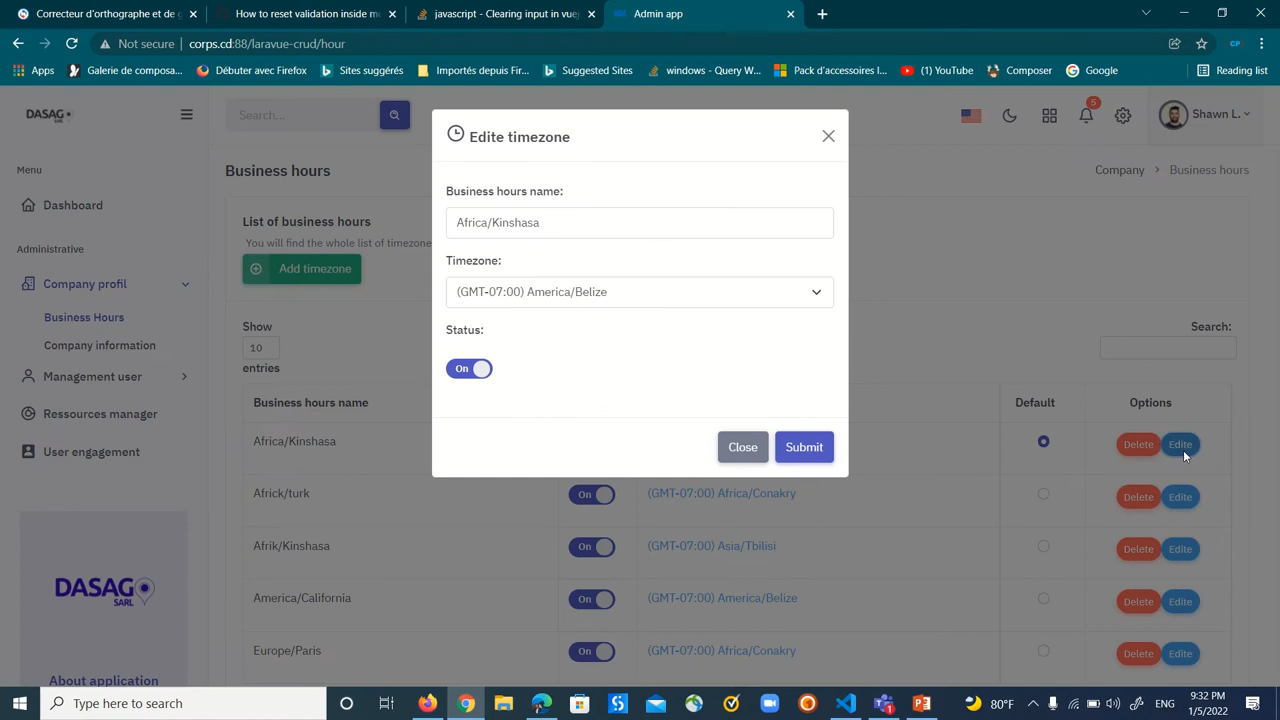 Correcteur d'orthographe et de g
How to reset validation inside m
javascript - Clearing input in vuej
Admin app
Not secure
corps.cd:88/laravue-crud/hour
CP
Apps
Galerie de composa...
Débuter avec Firefox
Sites suggérés
Importés depuis Fir...
Suggested Sites
windows - Query W...
Pack d'accessoires l...
(1) YouTube
Composer
Google
Reading list
DASAG
Search...
5
Shawn L.
Menu
Dashboard
Administrative
Company profil
Business Hours
Company information
Management user
Ressources manager
User engagement
DASAG
SARL
About application
Business hours
Company
Business hours
List of business hours
You will find the whole list of timezone
Add timezone
Show
10
entries
Search:
Business hours name
Default
Options
Africa/Kinshasa
Delete
Edite
Africk/turk
On
(GMT-07:00) Africa/Conakry
Delete
Edite
Afrik/Kinshasa
On
(GMT-07:00) Asia/Tbilisi
Delete
Edite
America/California
On
(GMT-07:00) America/Belize
Delete
Edite
Europe/Paris
On
(GMT-07:00) Africa/Conakry
Delete
Edite
Edite timezone
Business hours name:
Africa/Kinshasa
Timezone:
(GMT-07:00) America/Belize
Status:
On
Close
Submit
Type here to search
1
80°F
ENG
9:32 PM
1/5/2022